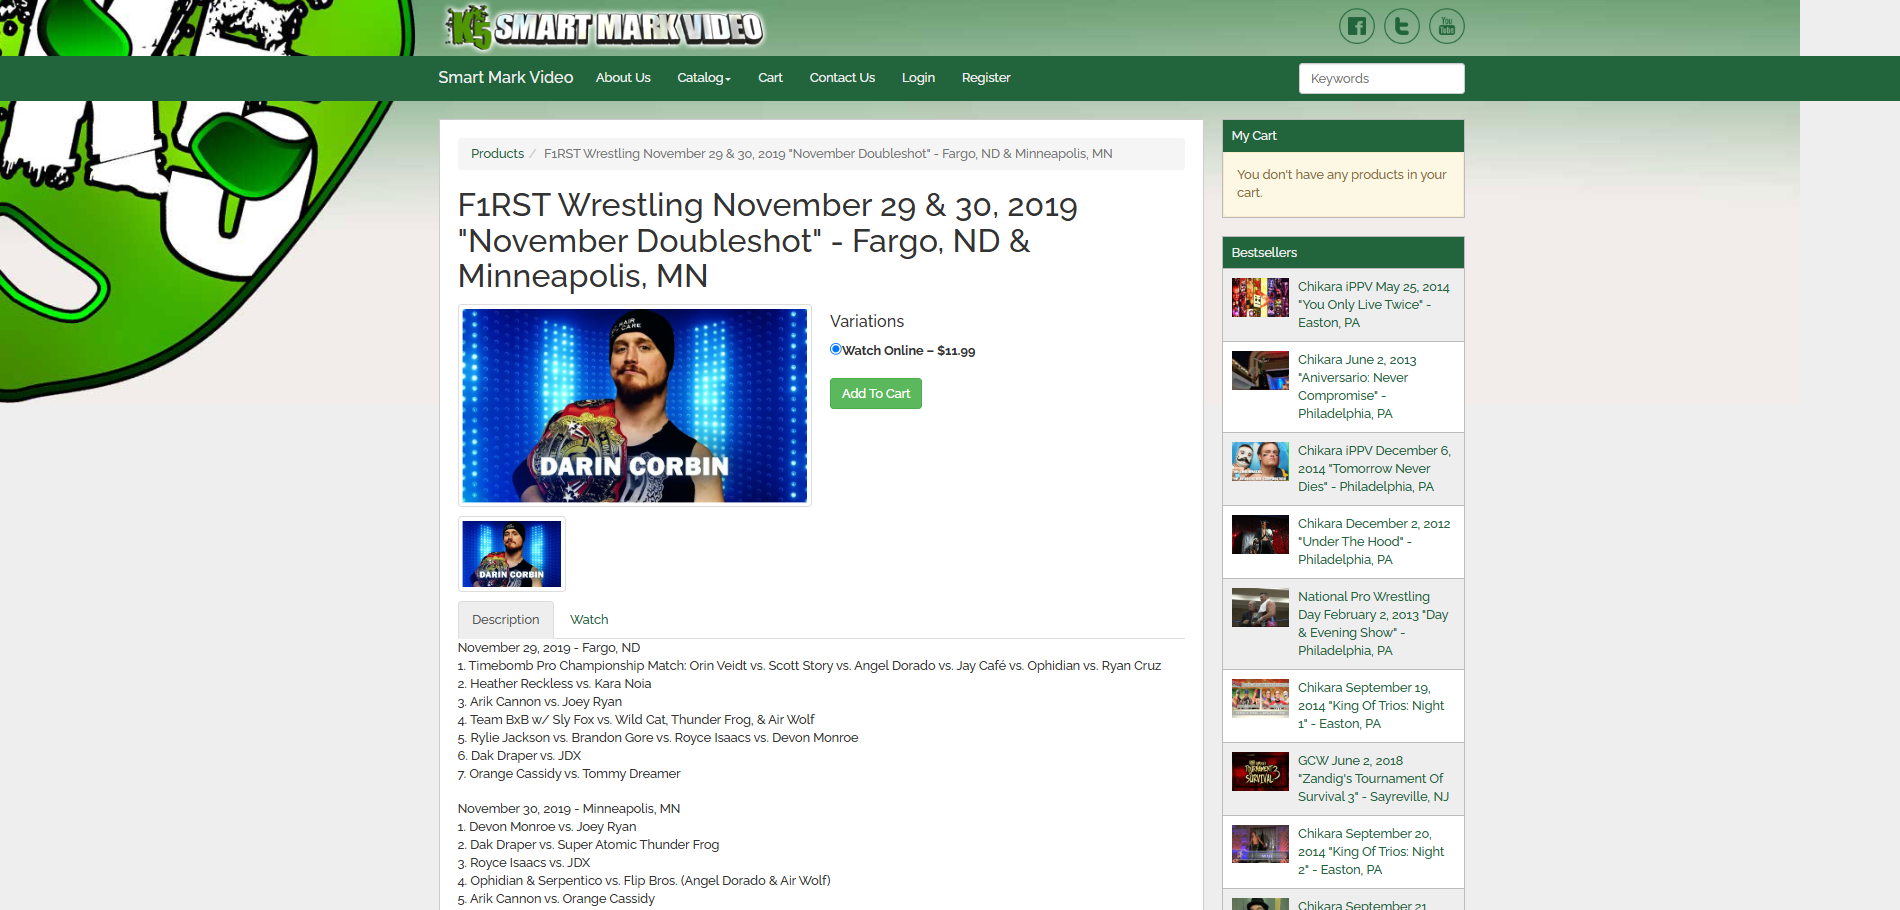 K5 SMART MARK VIDEO
Smart Mark Video About Us Catalog Cart Contact Us Login Register
Keywords
Products / F1RST Wrestling November 29 & 30, 2019 "November Doubleshot" - Fargo, ND & Minneapolis, MN
F1RST Wrestling November 29 & 30, 2019
"November Doubleshot" - Fargo, ND &
Minneapolis, MN
HAIR
CARE
DARIN CORBIN
Variations
Watch Online – $11.99
Add To Cart
DARIN CORBIN
Description Watch
November 29, 2019 - Fargo, ND
1. Timebomb Pro Championship Match: Orin Veidt vs. Scott Story vs. Angel Dorado vs. Jay Café vs. Ophidian vs. Ryan Cruz
2. Heather Reckless vs. Kara Noia
3. Arik Cannon vs. Joey Ryan
4. Team BxB w/ Sly Fox vs. Wild Cat, Thunder Frog, & Air Wolf
5. Rylie Jackson vs. Brandon Gore vs. Royce Isaacs vs. Devon Monroe
6. Dak Draper vs. JDX
7. Orange Cassidy vs. Tommy Dreamer
November 30, 2019 - Minneapolis, MN
1. Devon Monroe vs. Joey Ryan
2. Dak Draper vs. Super Atomic Thunder Frog
3. Royce Isaacs vs. JDX
4. Ophidian & Serpentico vs. Flip Bros. (Angel Dorado & Air Wolf)
5. Arik Cannon vs. Orange Cassidy
My Cart
You don't have any products in your
cart.
Bestsellers
Chikara iPPV May 25, 2014
"You Only Live Twice" -
Easton, PA
Chikara June 2, 2013
"Aniversario: Never
Compromise" -
Philadelphia, PA
Chikara iPPV December 6,
2014 "Tomorrow Never
Dies" - Philadelphia, PA
Chikara December 2, 2012
"Under The Hood" -
Philadelphia, PA
National Pro Wrestling
Day February 2, 2013 "Day
& Evening Show" -
Philadelphia, PA
Chikara September 19,
2014 "King Of Trios: Night
1" - Easton, PA
GCW June 2, 2018
"Zandig's Tournament Of
Survival 3" - Sayreville, NJ
Chikara September 20,
2014 "King Of Trios: Night
2" - Easton, PA
Chikara September 21,